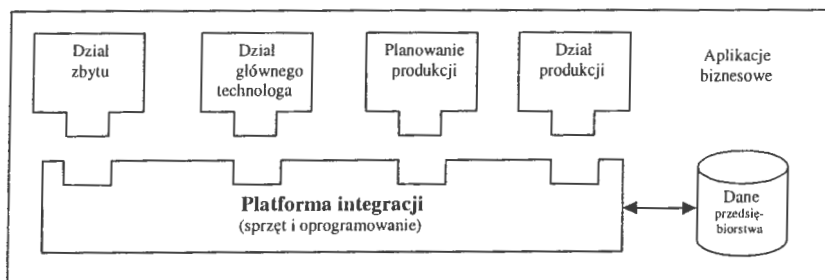 Dział
zbytu
Dział
głównego
technologa
Planowanie
produkcji
Dział
produkcji
Aplikacje
biznesowe
Platforma integracji
(sprzęt i oprogramowanie)
Dane
przedsię-
biorstwa